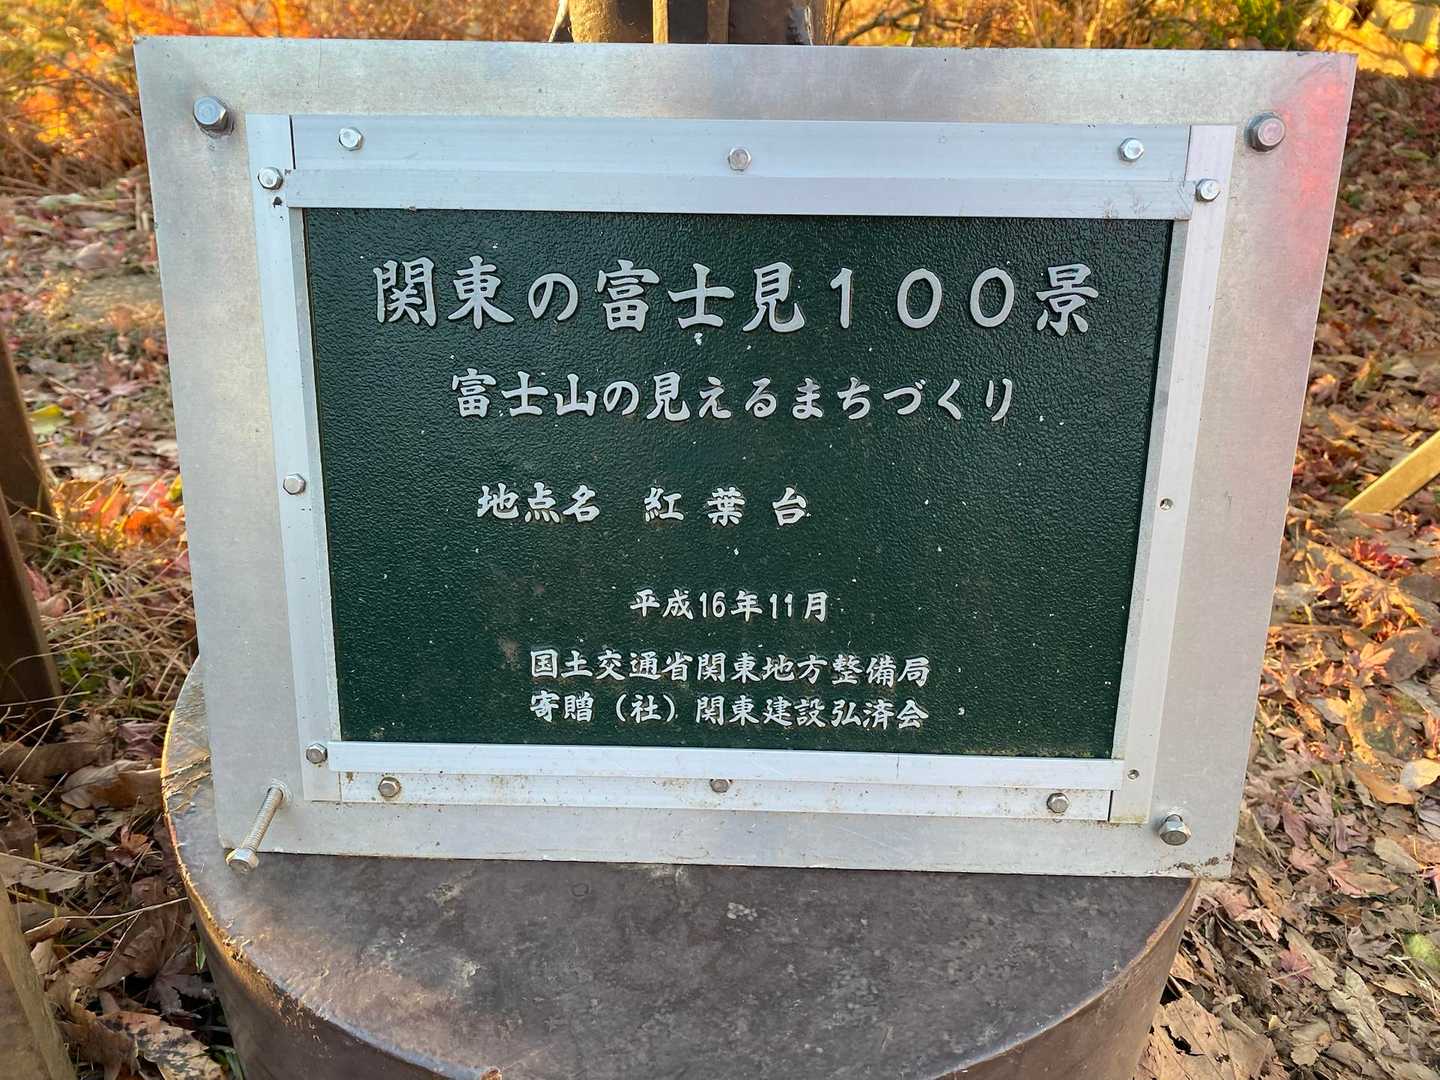 関東の富士見１００景
富士山の見えるまちづくり
地点名　紅葉台
平成16年11月
国土交通省関東地方整備局
寄贈（社）関東建設弘済会